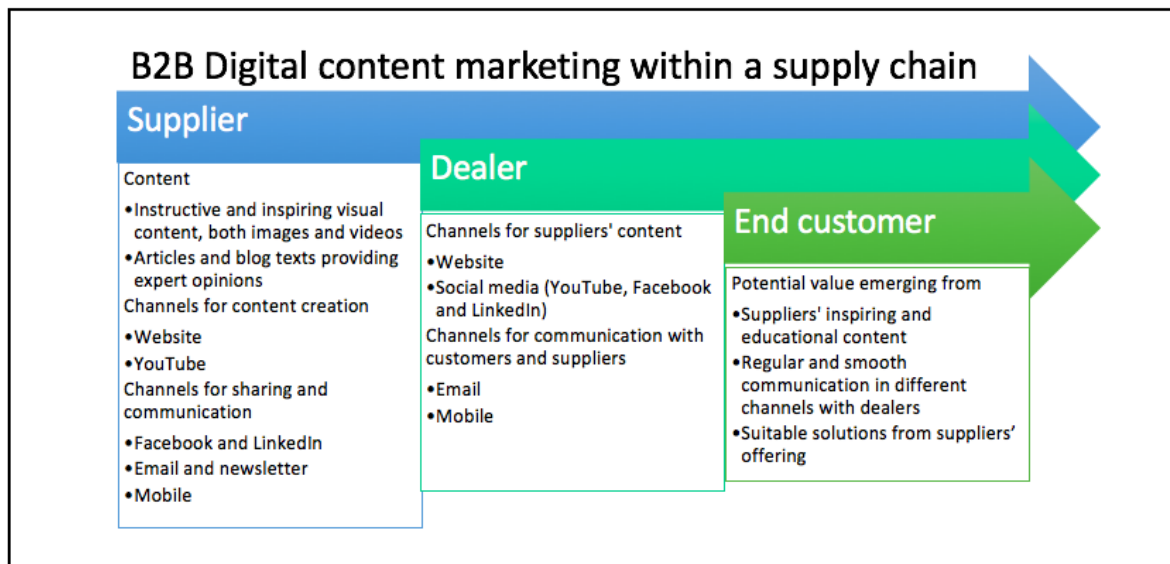 B2B Digital content marketing within a supply chain
Supplier
Content
•Instructive and inspiring visual
content, both images and videos
•Articles and blog texts providing
expert opinions
Channels for content creation
•Website
•YouTube
Channels for sharing and
communication
•Facebook and LinkedIn
•Email and newsletter
•Mobile
Dealer
Channels for suppliers' content
•Website
•Social media (YouTube, Facebook
and LinkedIn)
Channels for communication with
customers and suppliers
•Email
•Mobile
End customer
Potential value emerging from
•Suppliers' inspiring and
educational content
•Regular and smooth
communication in different
channels with dealers
•Suitable solutions from suppliers’
offering